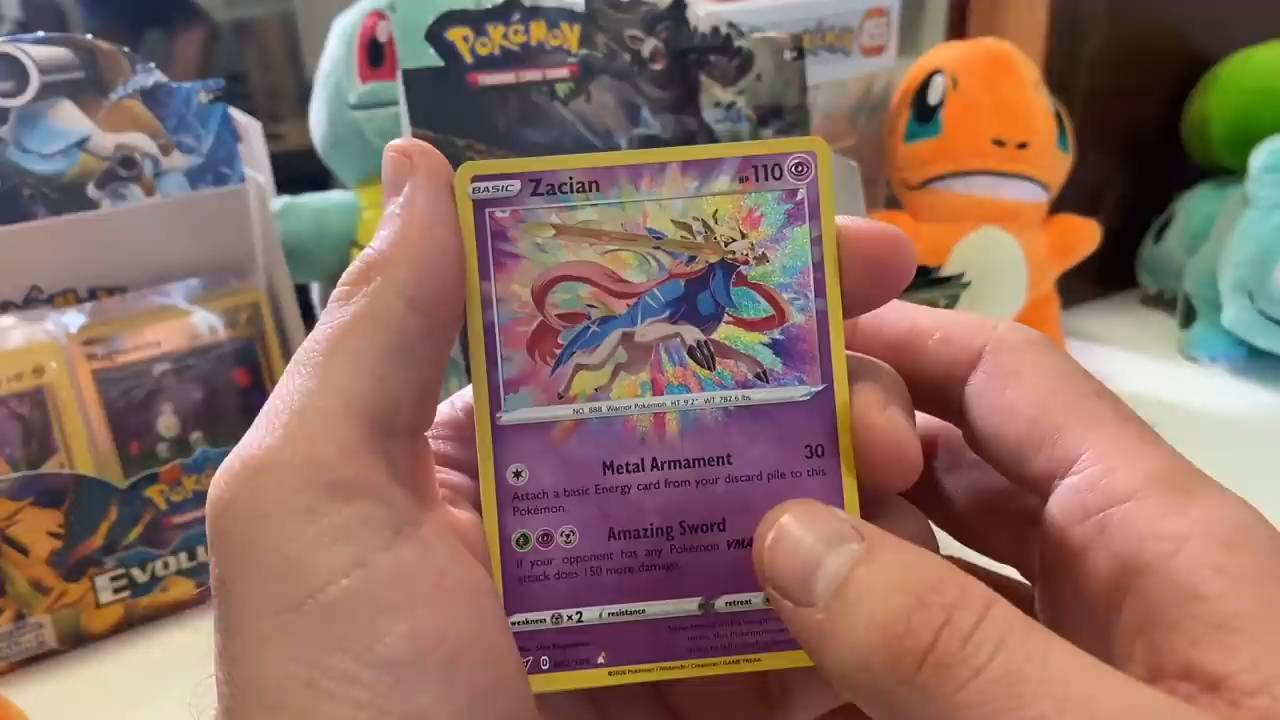 Pokémon
BASIC Zacian HP 110
NO. 888 Warrior Pokémon HT 9'2" WT 782.6 lbs
Metal Armament 30
Attach a basic Energy card from your discard pile to this
Pokémon.
Amazing Sword
If your opponent has any Pokémon VMA
attack does 150 more damage.
weakness ×2 resistance retreat
©2020 Pokémon / Nintendo / Creatures / GAME FREAK
Poké
EVOLU